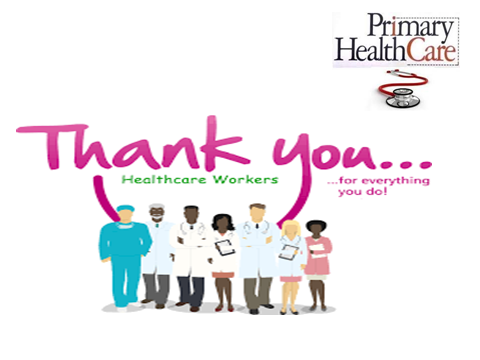 Primary
HealthCare
Thank you...
Healthcare Workers
...for everything
you do!